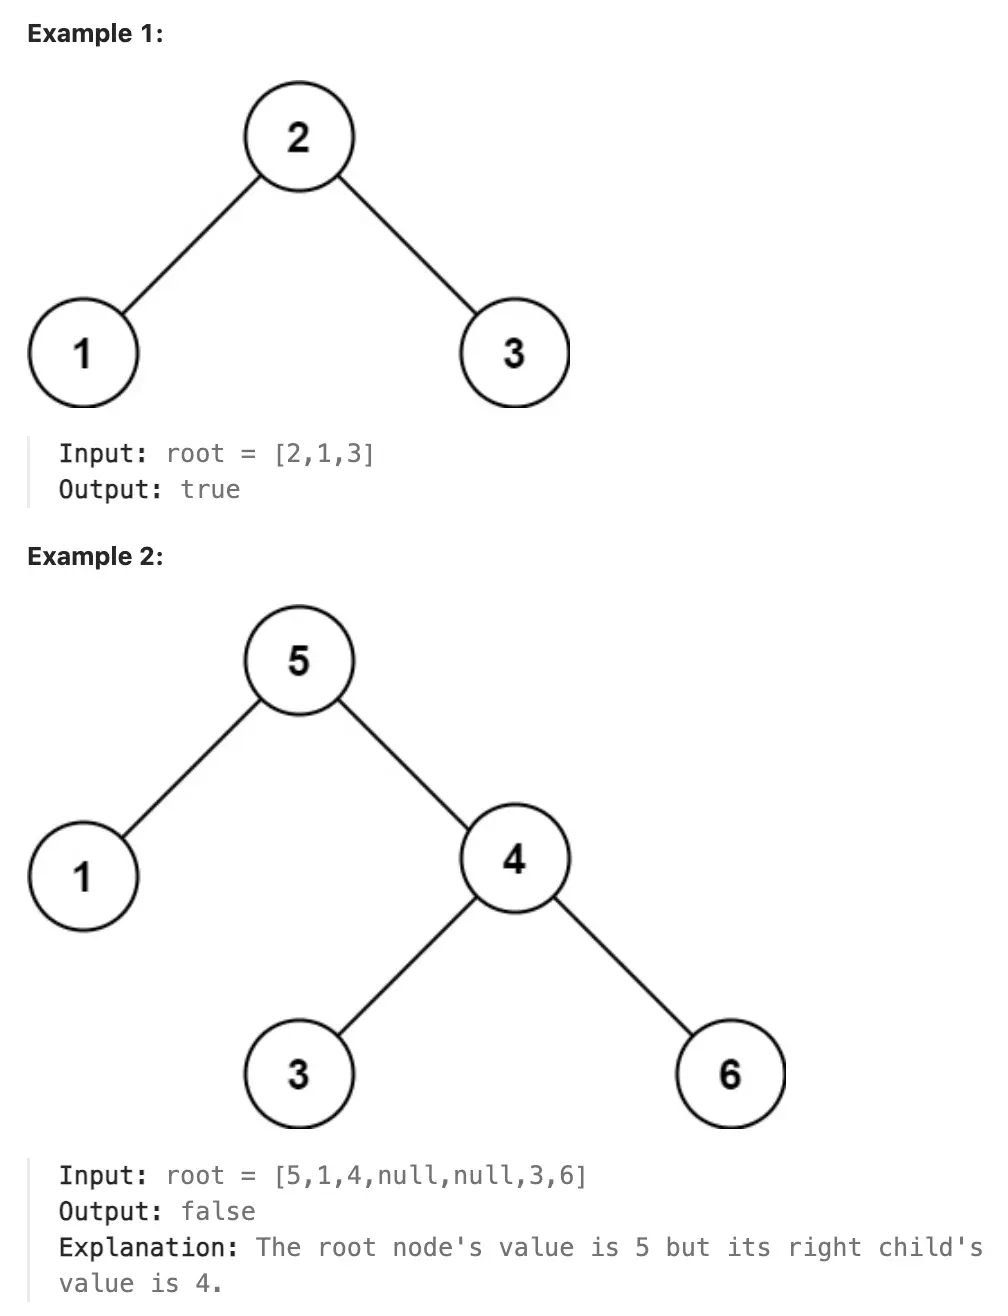 Example 1:
2
1
3
Input: root = [2,1,3]
Output: true
Example 2:
5
1
4
3
6
Input: root = [5,1,4,null,null,3,6]
Output: false
Explanation: The root node's value is 5 but its right child's
value is 4.